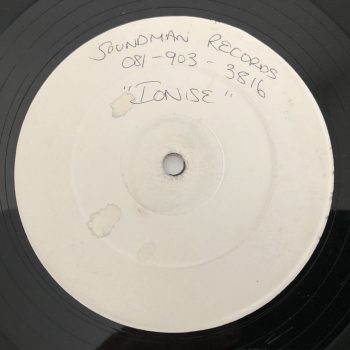 SOUNDMAN RECORDS
081-903-3816
"IONISE"